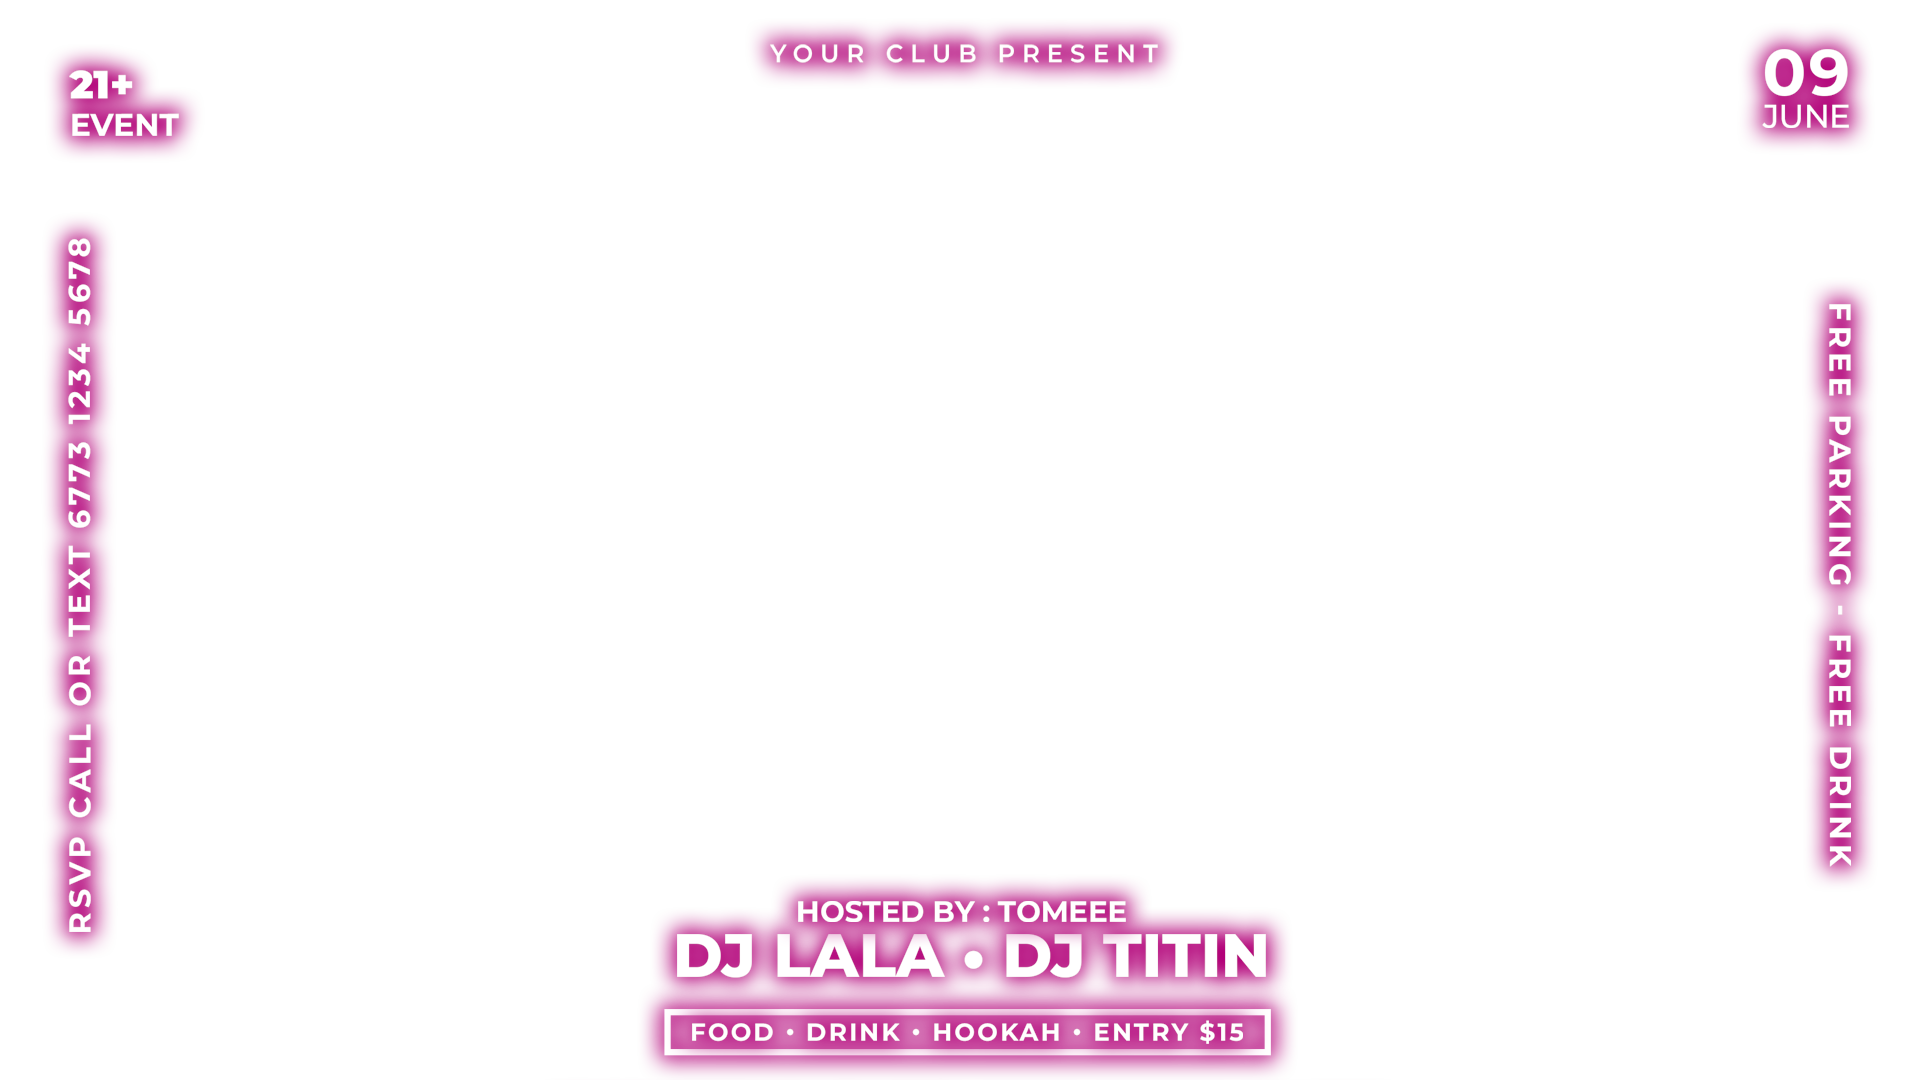 YOUR CLUB PRESENT
21+
EVENT
09
JUNE
RSVP CALL OR TEXT 6773 1234 5678
FREE PARKING - FREE DRINK
HOSTED BY : TOMEEE
DJ LALA • DJ TITIN
FOOD • DRINK • HOOKAH • ENTRY $15